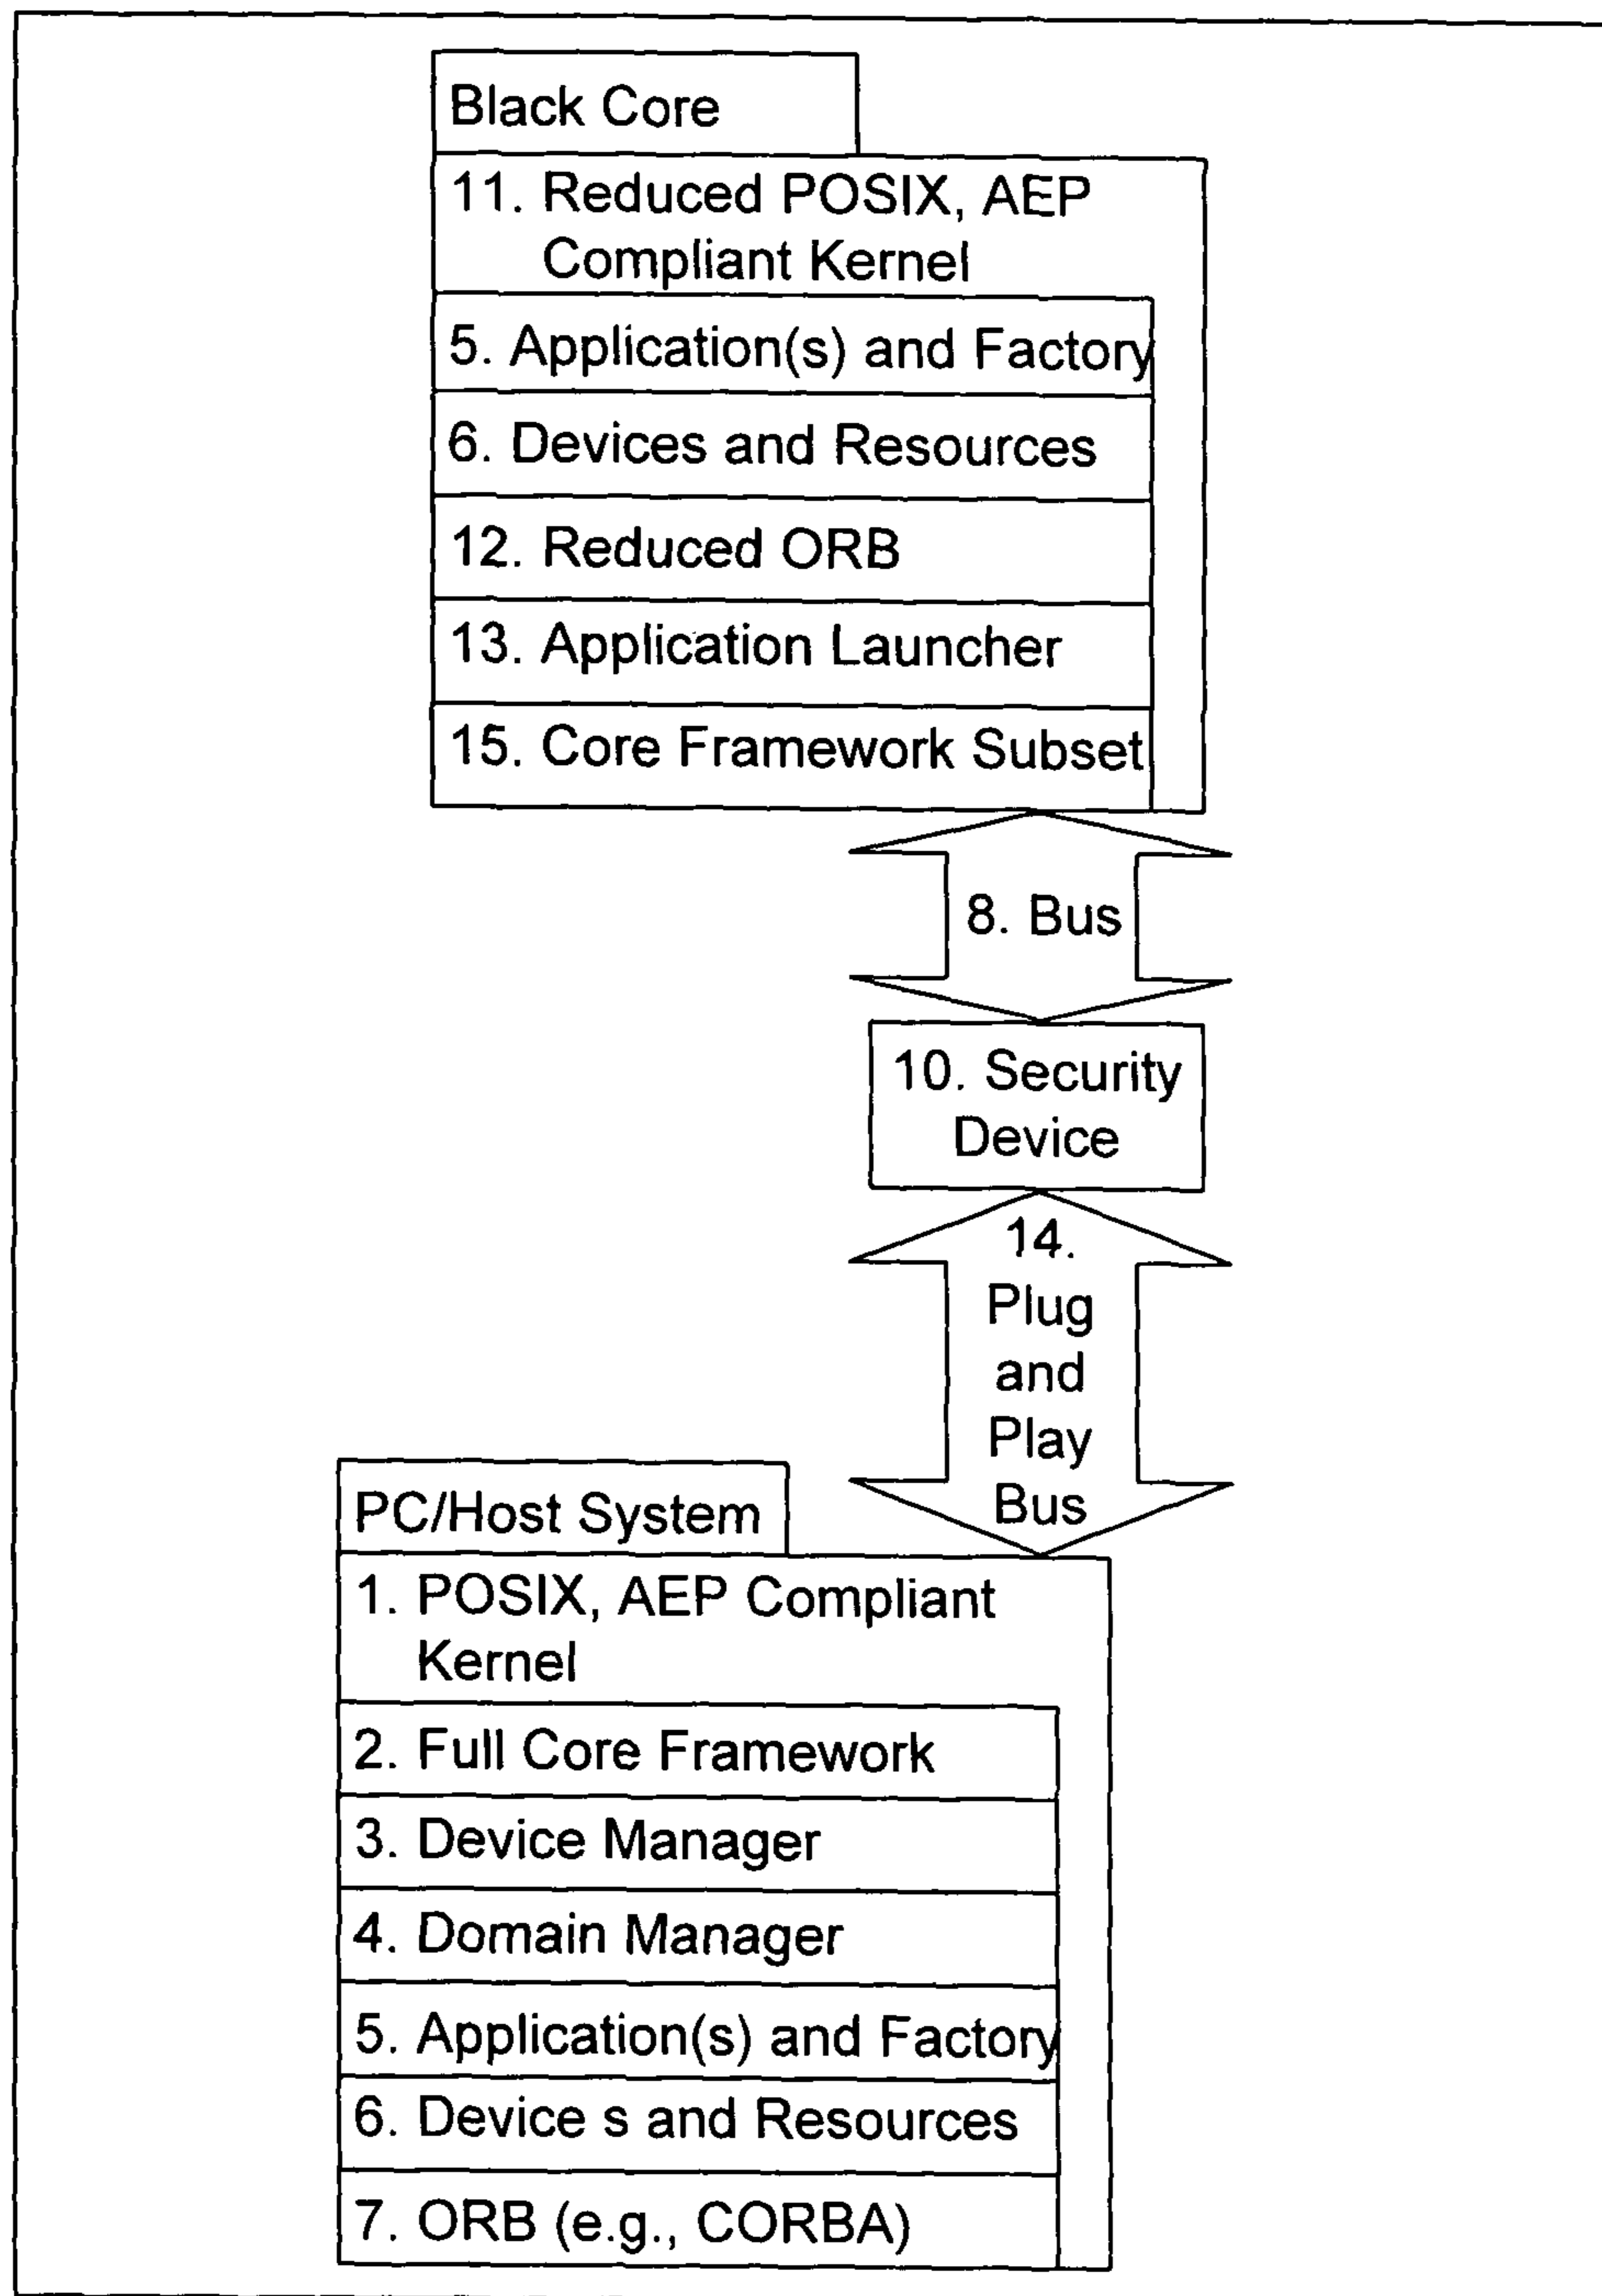 Black Core
11. Reduced POSIX, AEP
Compliant Kernel
5. Application(s) and Factory
6. Devices and Resources
12. Reduced ORB
13. Application Launcher
15. Core Framework Subset
8. Bus
10. Security
Device
14.
Plug
and
Play
Bus
PC/Host System
1. POSIX, AEP Compliant
Kernel
2. Full Core Framework
3. Device Manager
4. Domain Manager
5. Application(s) and Factory
6. Device s and Resources
7. ORB (e.g., CORBA)